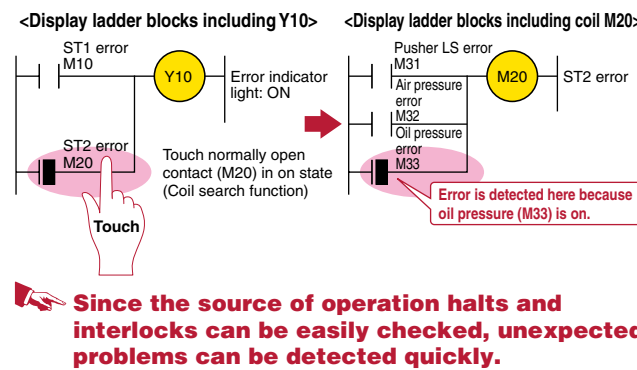 <Display ladder blocks including Y10>
ST1 error
M10
Y10
Error indicator
light: ON
ST2 error
M20
Touch normally open
contact (M20) in on state
(Coil search function)
Touch
<Display ladder blocks including coil M20>
Pusher LS error
M31
M20
ST2 error
Air pressure
error
M32
Oil pressure
error
M33
Error is detected here because
oil pressure (M33) is on.
Since the source of operation halts and
interlocks can be easily checked, unexpected
problems can be detected quickly.